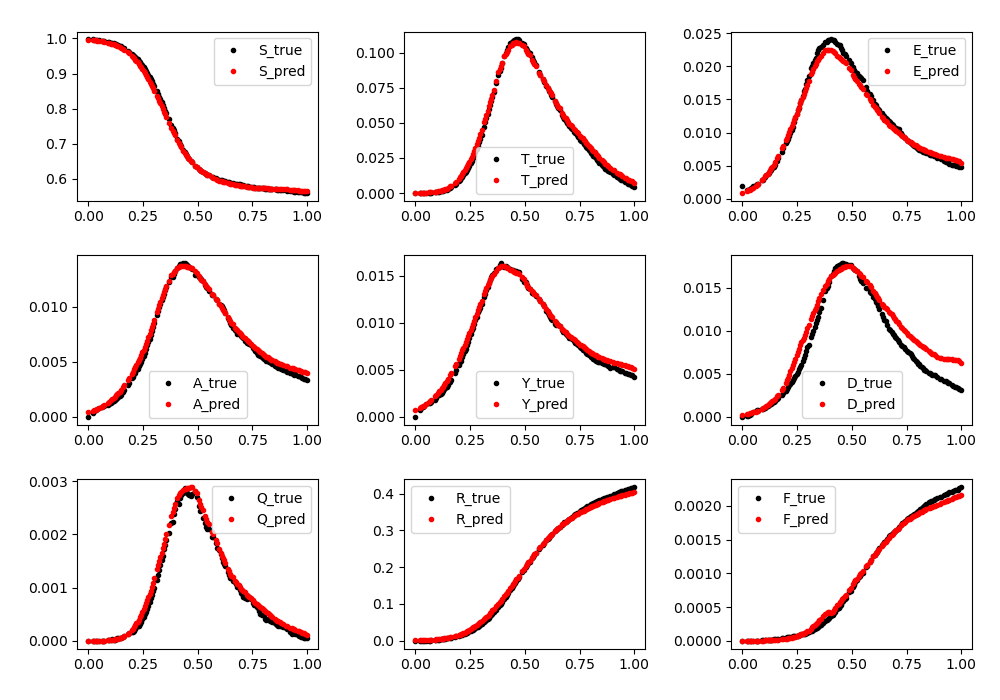 1.0
0.9
0.8
0.7
0.6
0.00 0.25 0.50 0.75 1.00
S_true
S_pred
0.100
0.075
0.050
0.025
0.000
0.00 0.25 0.50 0.75 1.00
T_true
T_pred
0.025
0.020
0.015
0.010
0.005
0.000
0.00 0.25 0.50 0.75 1.00
E_true
E_pred
0.010
0.005
0.000
0.00 0.25 0.50 0.75 1.00
A_true
A_pred
0.015
0.010
0.005
0.000
0.00 0.25 0.50 0.75 1.00
Y_true
Y_pred
0.015
0.010
0.005
0.000
0.00 0.25 0.50 0.75 1.00
D_true
D_pred
0.003
0.002
0.001
0.000
0.00 0.25 0.50 0.75 1.00
Q_true
Q_pred
0.4
0.3
0.2
0.1
0.0
0.00 0.25 0.50 0.75 1.00
R_true
R_pred
0.0020
0.0015
0.0010
0.0005
0.0000
0.00 0.25 0.50 0.75 1.00
F_true
F_pred